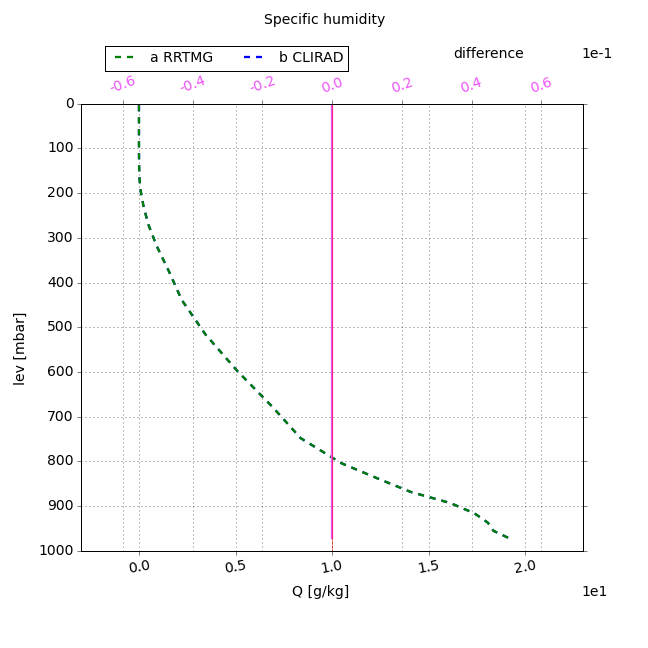 Specific humidity
a RRTMG b CLIRAD difference 1e-1
-0.6 -0.4 -0.2 0.0 0.2 0.4 0.6
0
100
200
300
400
500
600
700
800
900
1000
lev [mbar]
0.0 0.5 1.0 1.5 2.0
Q [g/kg] 1e1